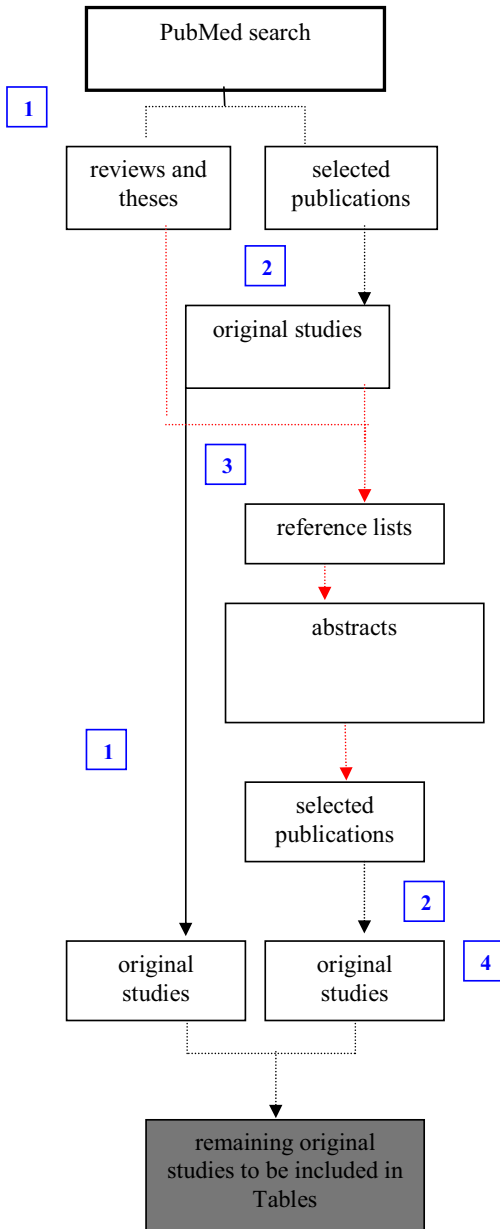 PubMed search
1
reviews and
theses
selected
publications
2
original studies
3
reference lists
abstracts
1
selected
publications
2
original
studies
original
studies
4
remaining original
studies to be included in
Tables